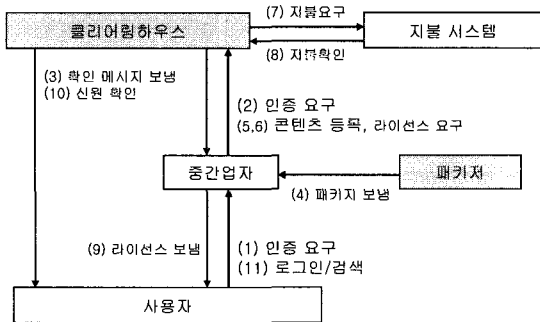 클리어링하우스
(7) 지불요구
지불 시스템
(8) 지불확인
(3) 확인 메시지 보냄
(10) 신원 확인
(2) 인증 요구
(5,6) 콘텐츠 등록, 라이선스 요구
중간업자
패키저
(4) 패키지 보냄
(9) 라이선스 보냄
(1) 인증 요구
(11) 로그인/검색
사용자